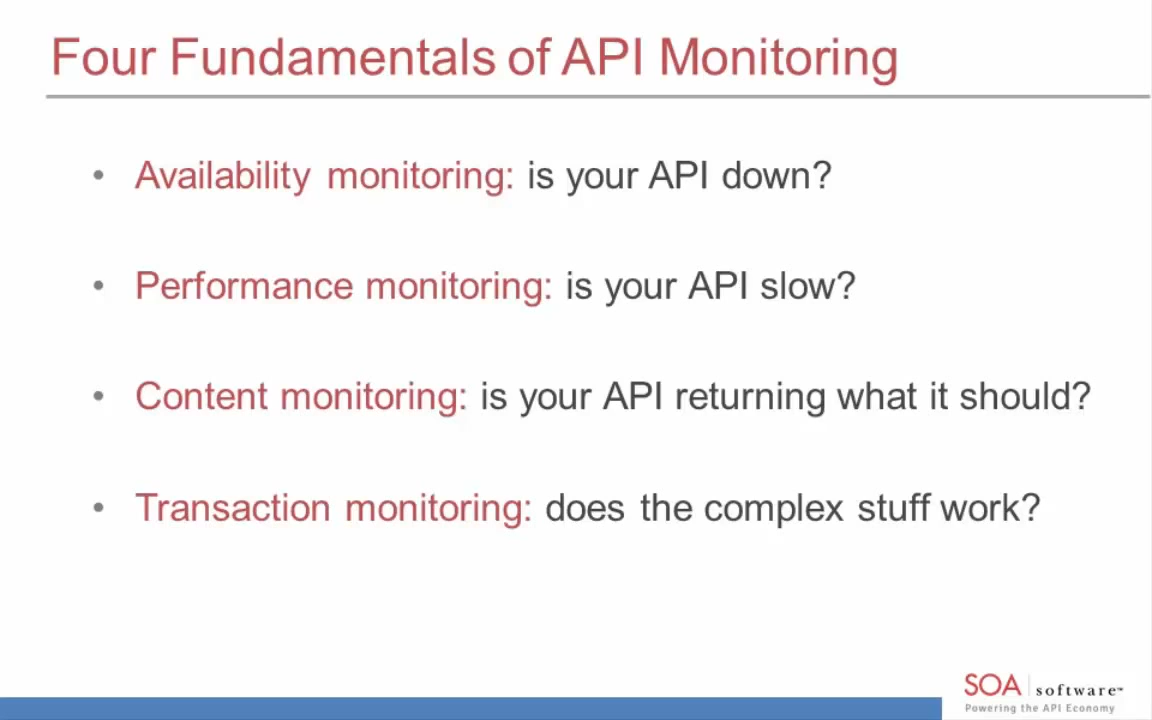 Four Fundamentals of API Monitoring
• Availability monitoring: is your API down?
• Performance monitoring: is your API slow?
• Content monitoring: is your API returning what it should?
• Transaction monitoring: does the complex stuff work?
SOA software™
Powering the API Economy